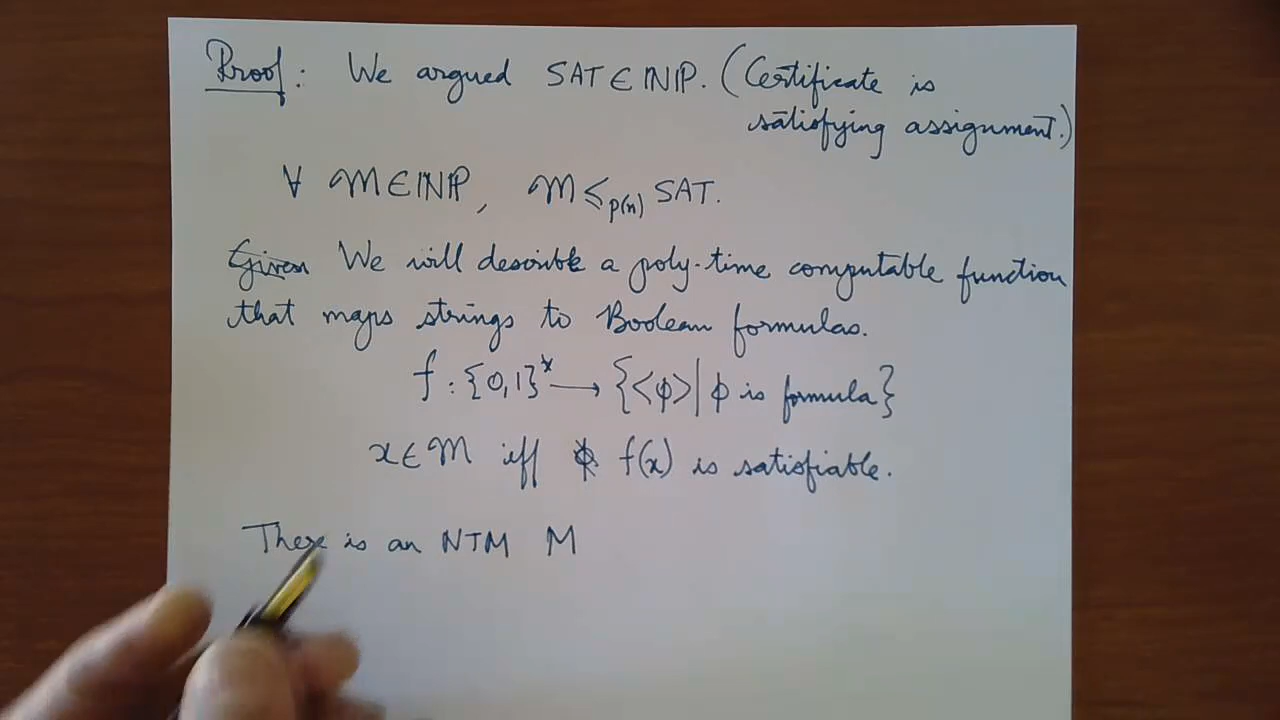 Proof: We argued SAT ∈ NP. (Certificate is
satisfying assignment.)
∀ M ∈ NP, M ≤p(n) SAT.
We will describe a poly-time computable function
that maps strings to Boolean formulas.
f : {0,1}* → {<φ> | φ is formula}
x ∈ M iff f(x) is satisfiable.
There is an NTM M